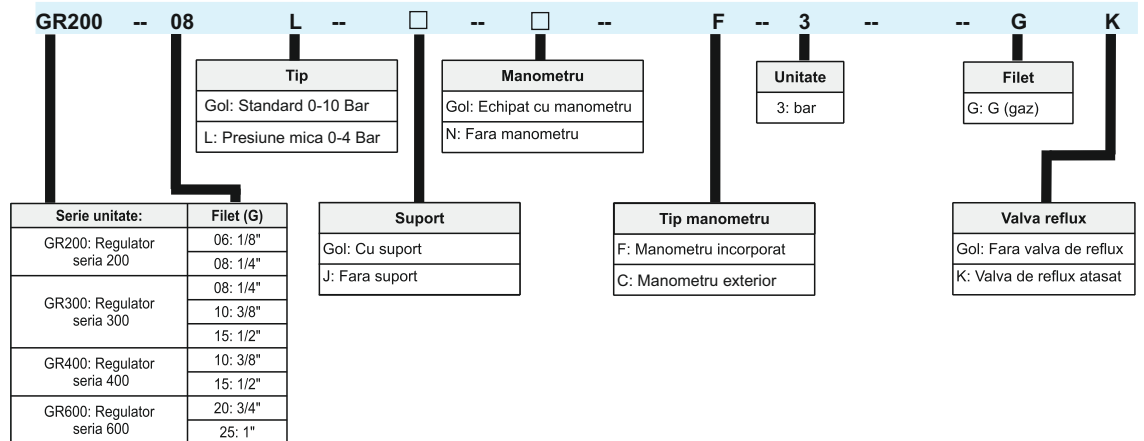 GR200 -- 08 L -- □ -- □ -- F -- 3 -- -- G K
Tip
Gol: Standard 0-10 Bar
L: Presiune mica 0-4 Bar
Manometru
Gol: Echipat cu manometru
N: Fara manometru
Unitate
3: bar
Filet
G: G (gaz)
Serie unitate: Filet (G)
GR200: Regulator
seria 200
06: 1/8"
08: 1/4"
GR300: Regulator
seria 300
08: 1/4"
10: 3/8"
15: 1/2"
GR400: Regulator
seria 400
10: 3/8"
15: 1/2"
GR600: Regulator
seria 600
20: 3/4"
25: 1"
Suport
Gol: Cu suport
J: Fara suport
Tip manometru
F: Manometru incorporat
C: Manometru exterior
Valva reflux
Gol: Fara valva de reflux
K: Valva de reflux atasat